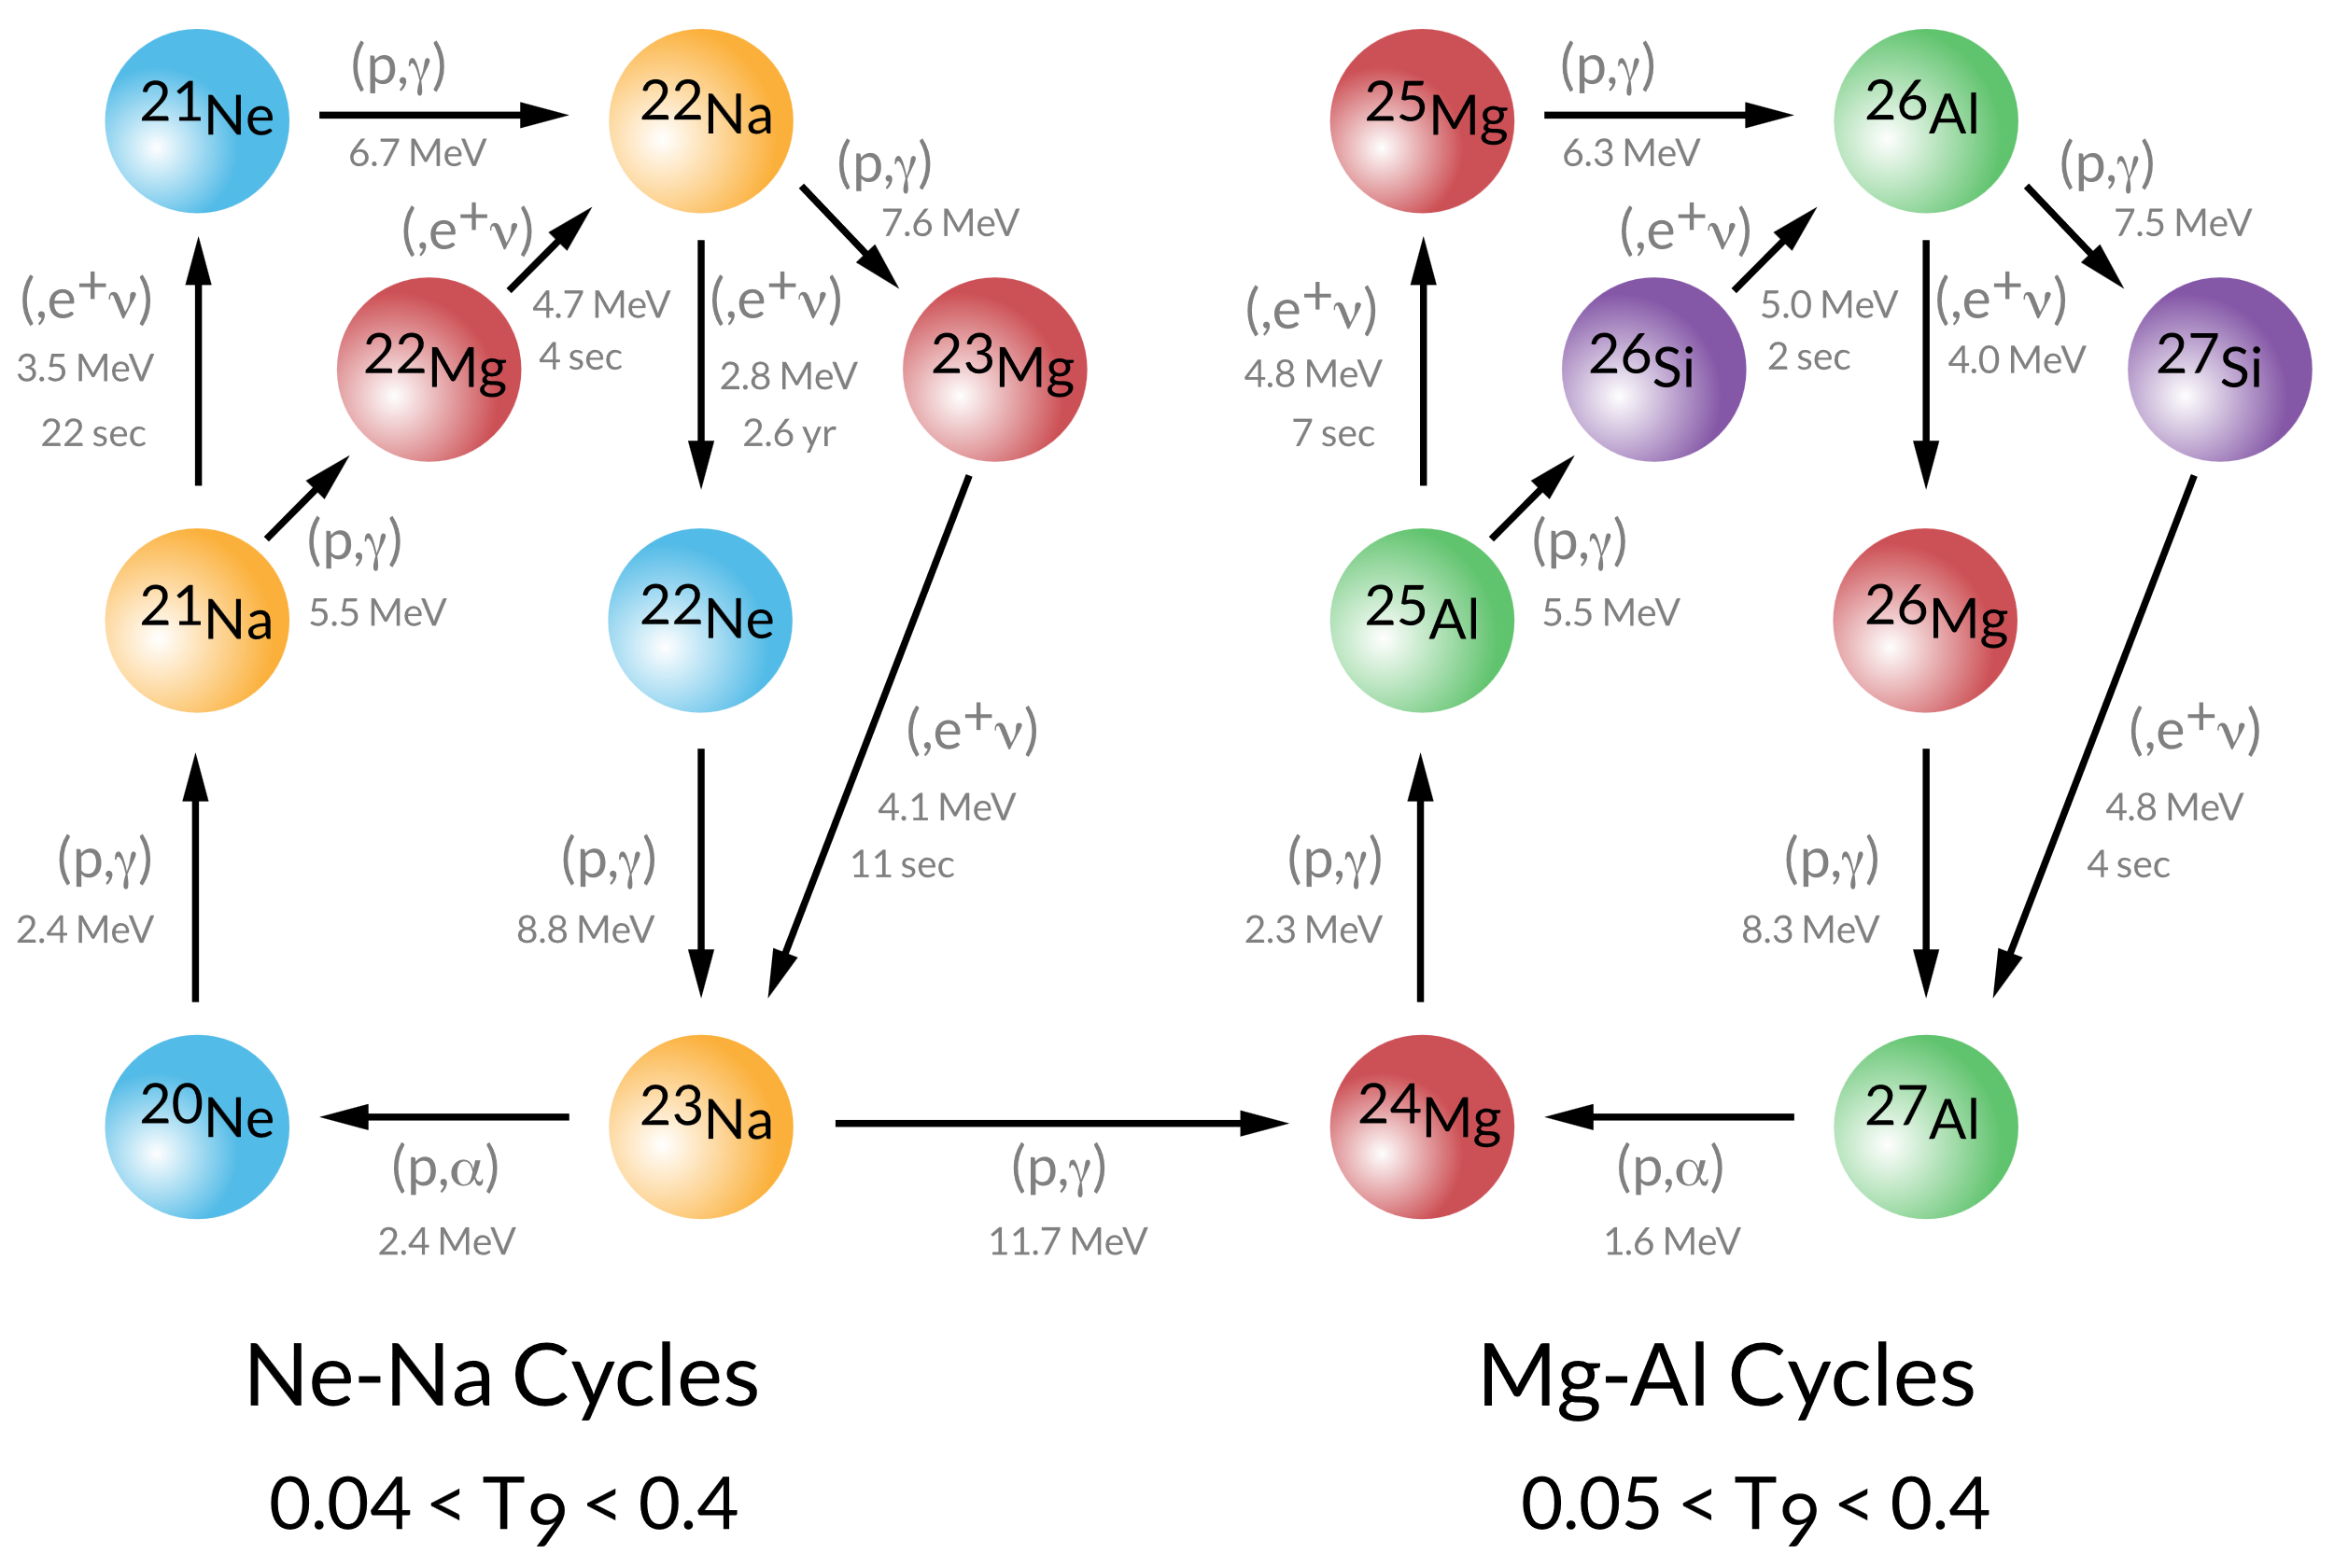 ²¹Ne
(p,γ)
6.7 MeV
²²Na
(p,γ)
7.6 MeV
(,e⁺ν)
4.7 MeV
4 sec
(,e⁺ν)
2.8 MeV
2.6 yr
(,e⁺ν)
3.5 MeV
22 sec
²²Mg
²³Mg
²¹Na
(p,γ)
5.5 MeV
²²Ne
(,e⁺ν)
4.1 MeV
11 sec
(p,γ)
2.4 MeV
(p,γ)
8.8 MeV
²⁰Ne
(p,α)
2.4 MeV
²³Na
(p,γ)
11.7 MeV
²⁵Mg
(p,γ)
6.3 MeV
²⁶Al
(p,γ)
7.5 MeV
(,e⁺ν)
5.0 MeV
2 sec
(,e⁺ν)
4.0 MeV
(,e⁺ν)
4.8 MeV
7 sec
²⁶Si
²⁷Si
²⁵Al
(p,γ)
5.5 MeV
²⁶Mg
(,e⁺ν)
4.8 MeV
4 sec
(p,γ)
2.3 MeV
(p,γ)
8.3 MeV
²⁴Mg
(p,α)
1.6 MeV
²⁷Al
Ne-Na Cycles
0.04 < T₉ < 0.4
Mg-Al Cycles
0.05 < T₉ < 0.4